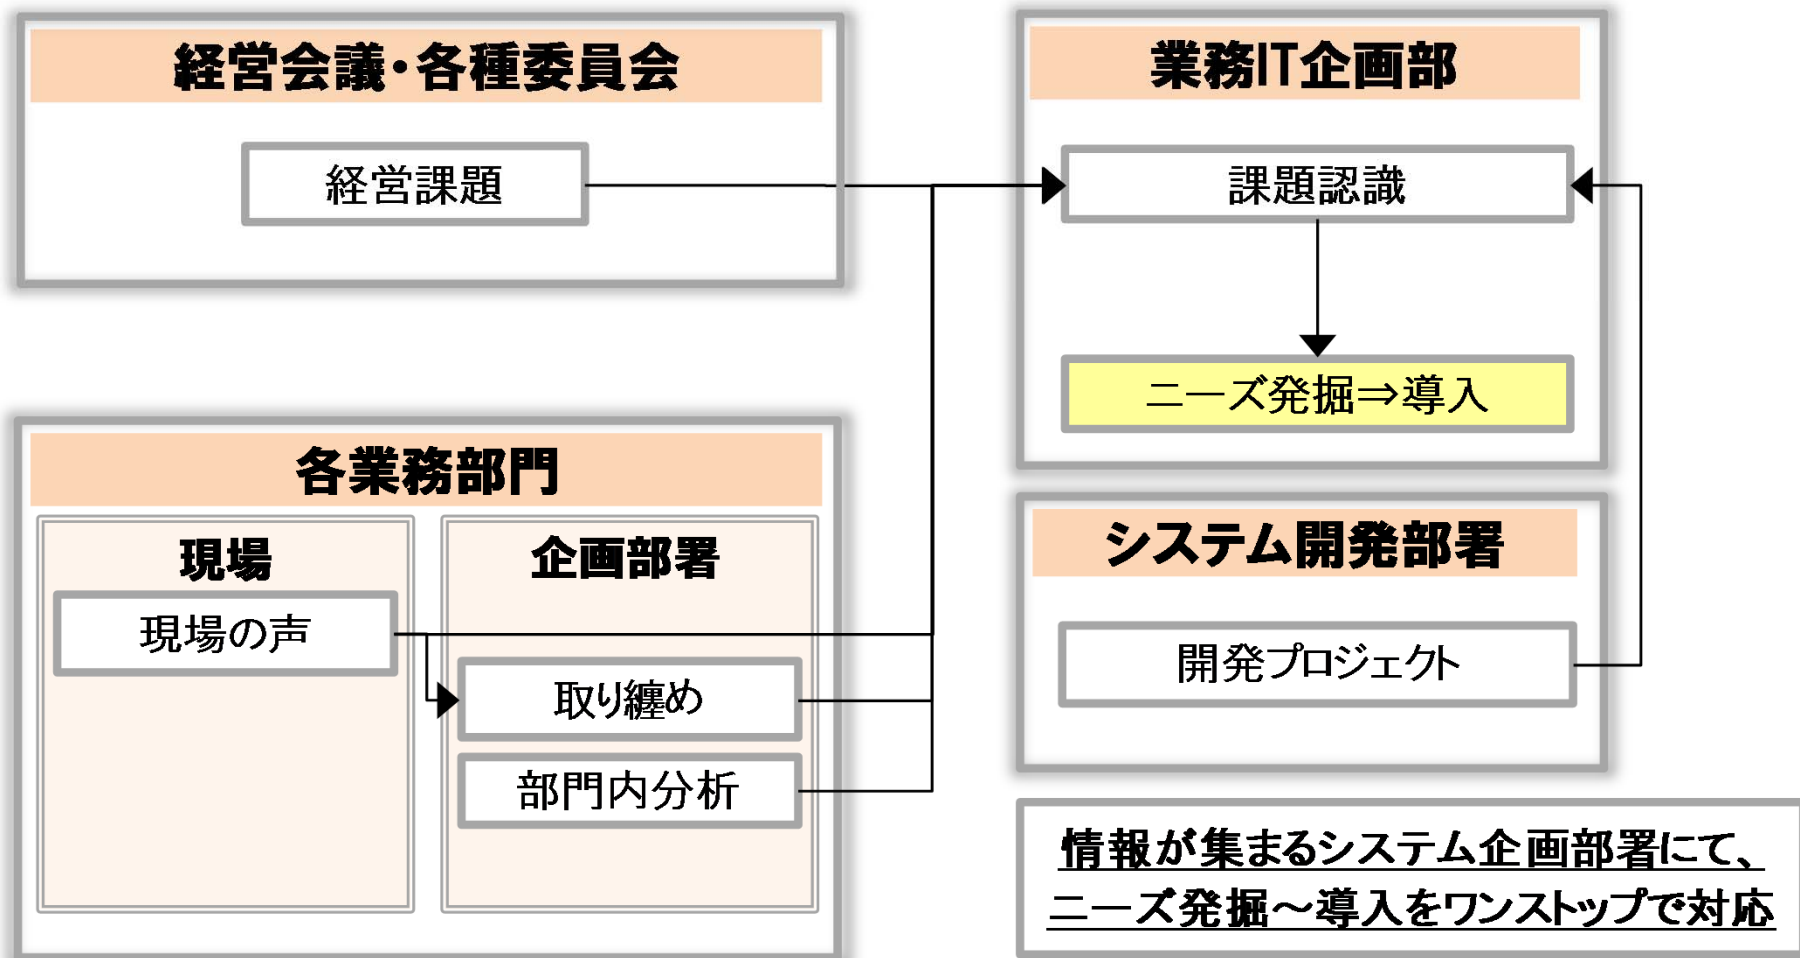 経営会議・各種委員会
経営課題
業務IT企画部
課題認識
ニーズ発掘⇒導入
各業務部門
現場
現場の声
企画部署
取り纏め
部門内分析
システム開発部署
開発プロジェクト
情報が集まるシステム企画部署にて、
ニーズ発掘～導入をワンストップで対応